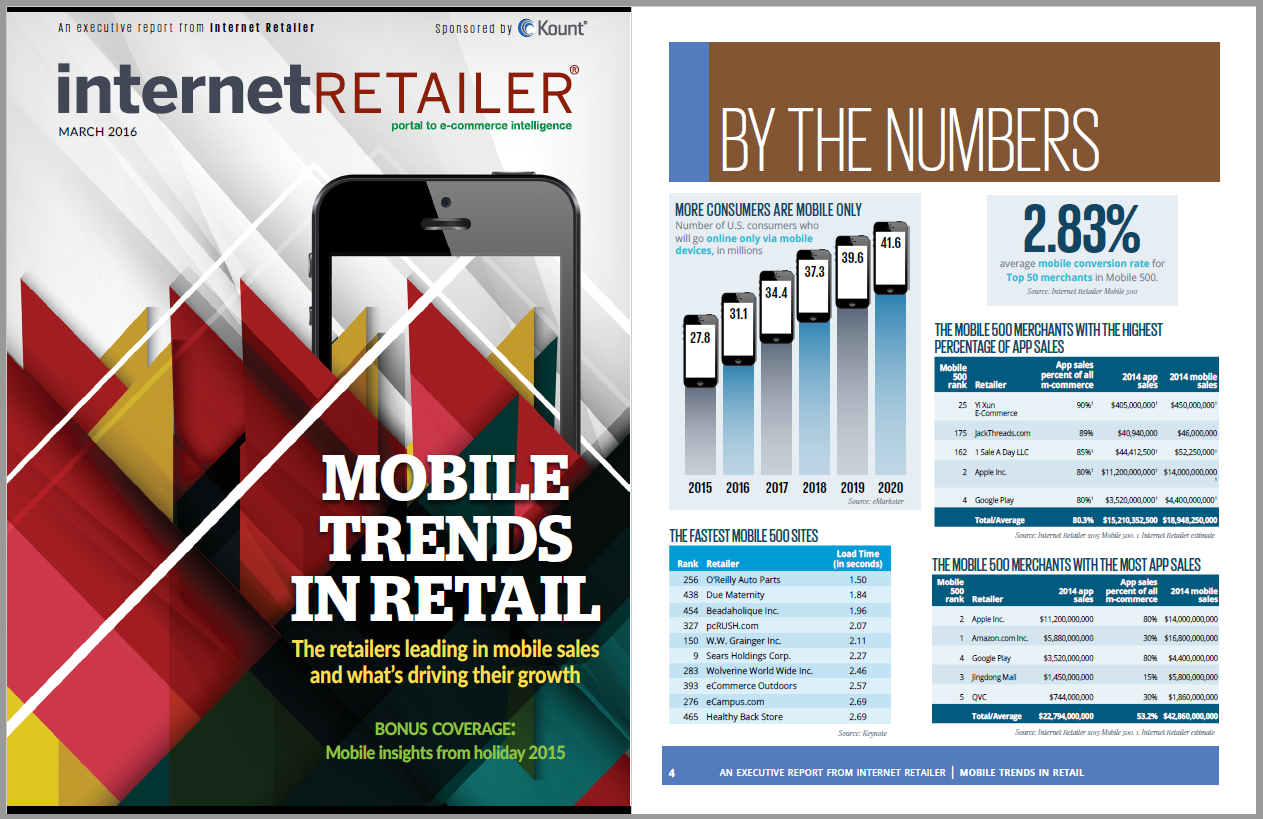 An executive report from Internet Retailer
Sponsored by Kount®
internetRETAILER®
MARCH 2016
portal to e-commerce intelligence
MOBILE
TRENDS
IN RETAIL
The retailers leading in mobile sales
and what's driving their growth
BONUS COVERAGE:
Mobile insights from holiday 2015
BY THE NUMBERS
MORE CONSUMERS ARE MOBILE ONLY
Number of U.S. consumers who
will go online only via mobile
devices, in millions
27.8
31.1
34.4
37.3
39.6
41.6
2015 2016 2017 2018 2019 2020
Source: eMarketer
THE FASTEST MOBILE 500 SITES
Rank Retailer Load Time (in seconds)
256 O'Reilly Auto Parts 1.50
438 Due Maternity 1.84
454 Beadaholique Inc. 1.96
327 pcRUSH.com 2.07
150 W.W. Grainger Inc. 2.11
9 Sears Holdings Corp. 2.27
283 Wolverine World Wide Inc. 2.46
393 eCommerce Outdoors 2.57
276 eCampus.com 2.69
465 Healthy Back Store 2.69
Source: Keynote
2.83%
average mobile conversion rate for
Top 50 merchants in Mobile 500.
Source: Internet Retailer Mobile 500
THE MOBILE 500 MERCHANTS WITH THE HIGHEST
PERCENTAGE OF APP SALES
Mobile 500 rank Retailer App sales percent of all m-commerce 2014 app sales 2014 mobile sales
25 Yi Xun E-Commerce 90%¹ $405,000,000¹ $450,000,000¹
175 JackThreads.com 89% $40,940,000 $46,000,000
162 1 Sale A Day LLC 85%¹ $44,412,500¹ $52,250,000¹
2 Apple Inc. 80%¹ $11,200,000,000¹ $14,000,000,000¹
4 Google Play 80%¹ $3,520,000,000¹ $4,400,000,000¹
Total/Average 80.3% $15,210,352,500 $18,948,250,000
Source: Internet Retailer 2015 Mobile 500. 1. Internet Retailer estimate
THE MOBILE 500 MERCHANTS WITH THE MOST APP SALES
Mobile 500 rank Retailer 2014 app sales App sales percent of all m-commerce 2014 mobile sales
2 Apple Inc. $11,200,000,000 80% $14,000,000,000
1 Amazon.com Inc. $5,880,000,000 30% $16,800,000,000
4 Google Play $3,520,000,000 80% $4,400,000,000
3 Jingdong Mall $1,450,000,000 15% $5,800,000,000
5 QVC $744,000,000 30% $1,860,000,000
Total/Average $22,794,000,000 53.2% $42,860,000,000
Source: Internet Retailer 2015 Mobile 500. 1. Internet Retailer estimate
4 AN EXECUTIVE REPORT FROM INTERNET RETAILER | MOBILE TRENDS IN RETAIL